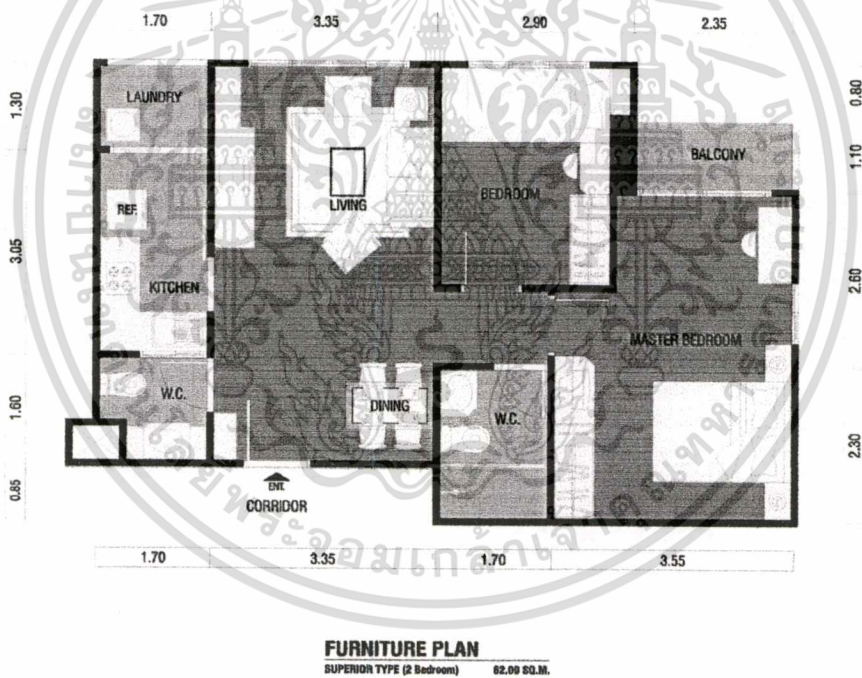 1.70 3.35 2.90 2.35
1.30
3.05
1.60
0.85
0.80
1.10
2.60
2.30
LAUNDRY
REF.
KITCHEN
W.C.
LIVING
BEDROOM
BALCONY
MASTER BEDROOM
DINING
W.C.
ENT.
CORRIDOR
1.70 3.35 1.70 3.55
FURNITURE PLAN
SUPERIOR TYPE (2 Bedroom) 62.00 SQ.M.